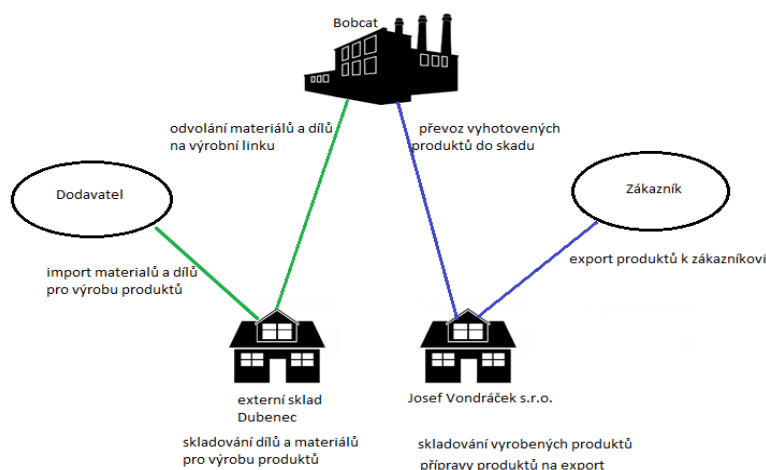 Bobcat
odvolání materiálů a dílů
na výrobní linku
převoz vyhotovených
produktů do skadu
Dodavatel
Zákazník
import materialů a dílů
pro výrobu produktů
export produktů k zákazníkovi
externí sklad
Dubenec
Josef Vondráček s.r.o.
skladování dílů a materiálů
pro výrobu produktů
skladování vyrobených produktů
přípravy produktů na export